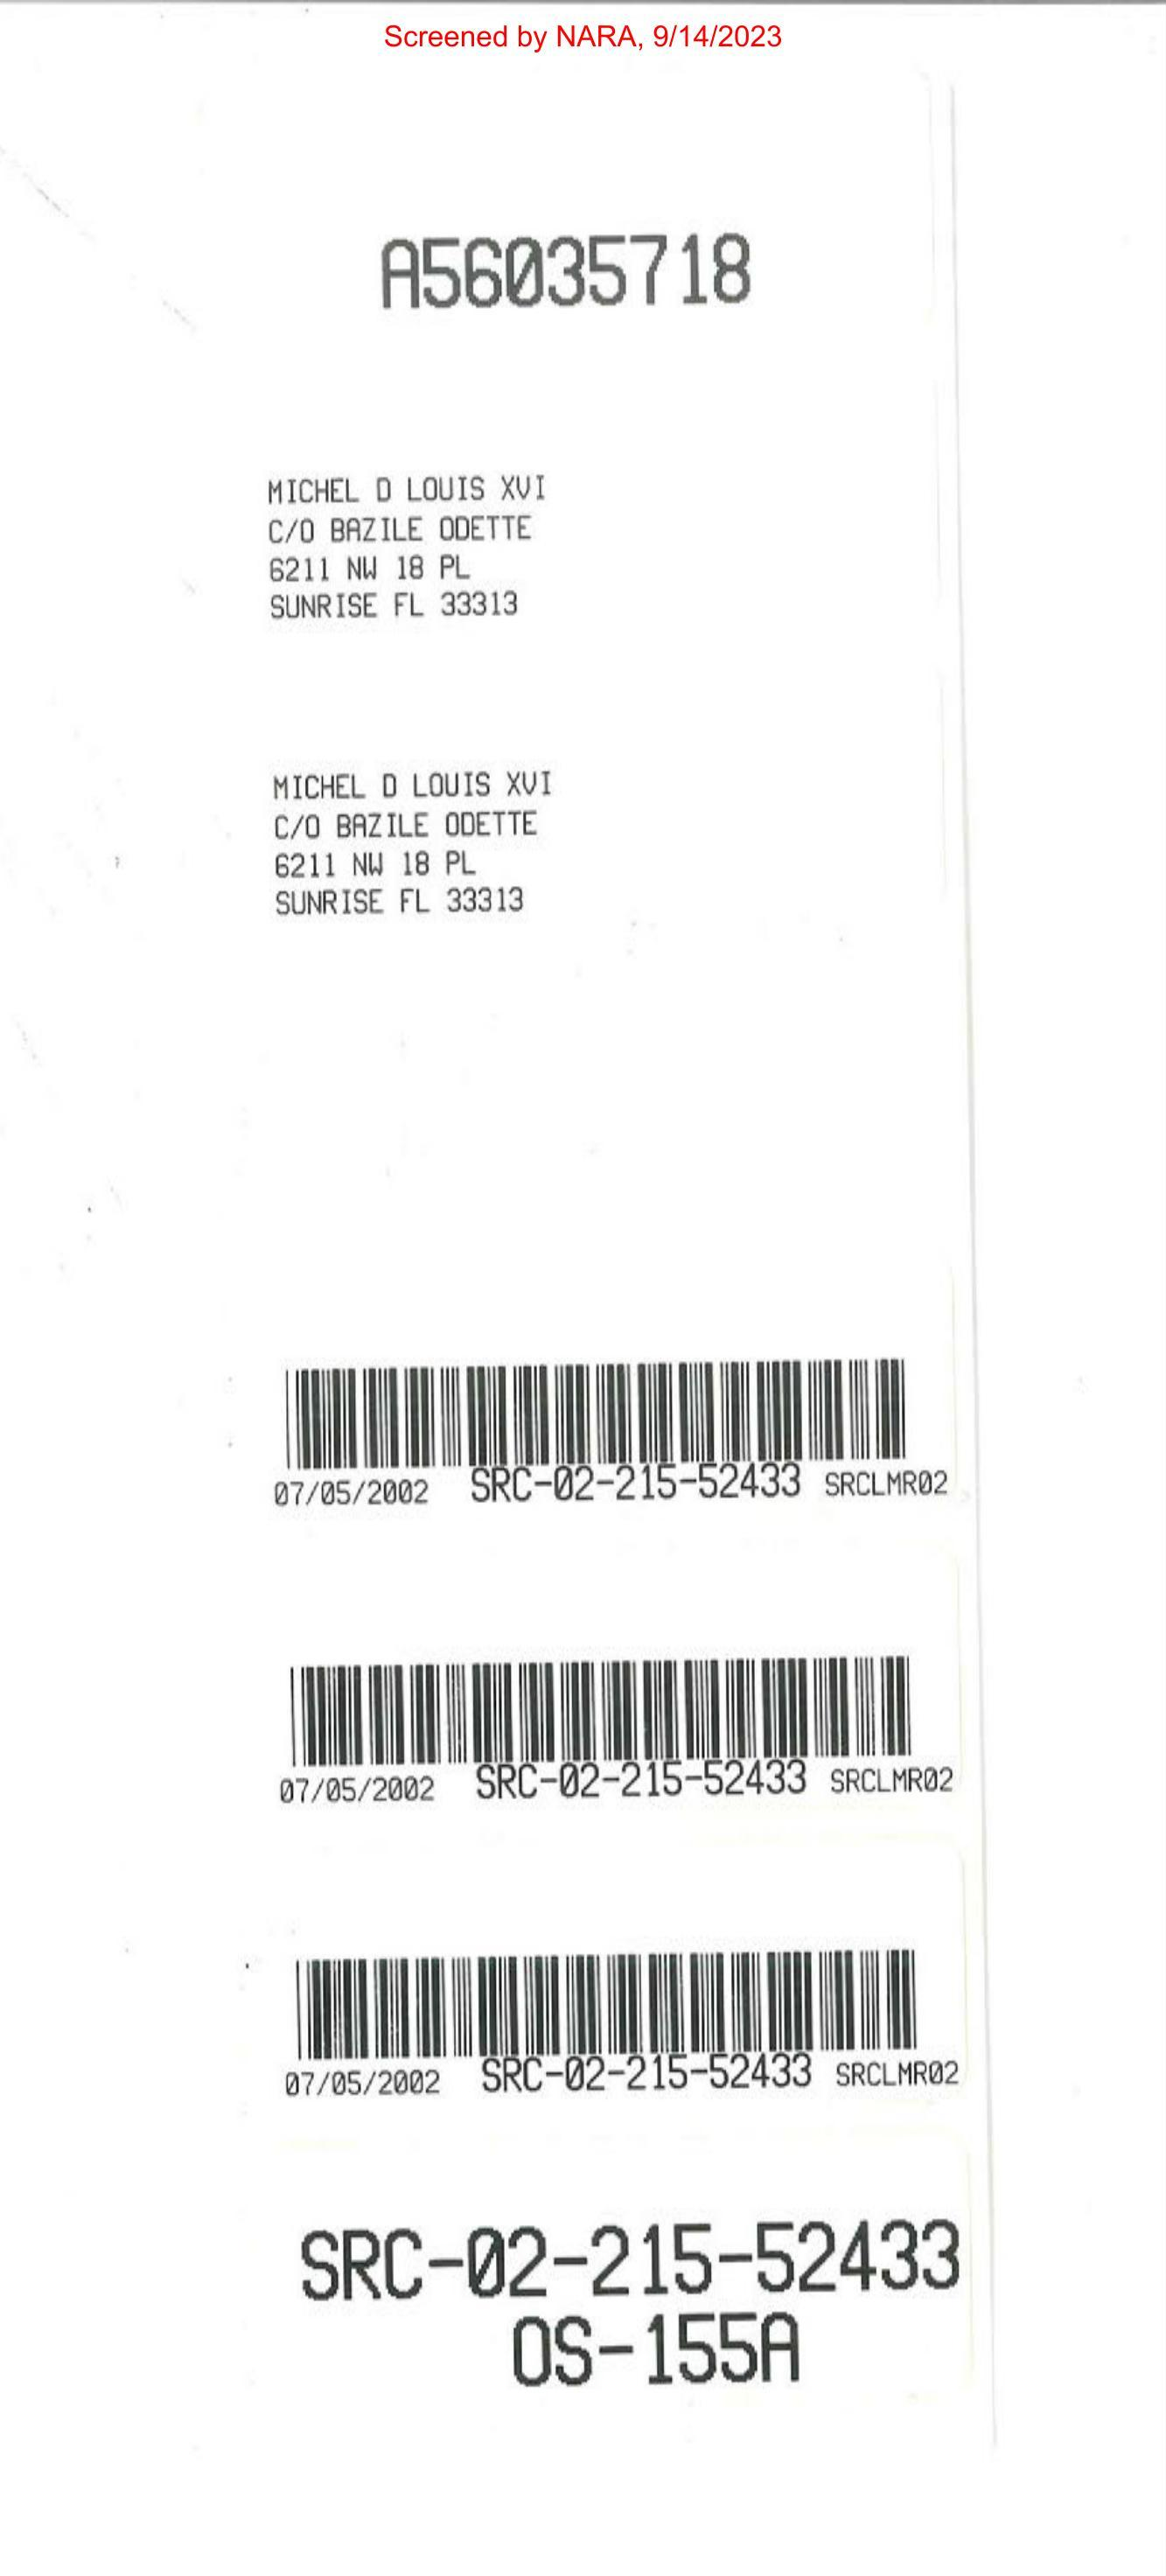 Screened by NARA, 9/14/2023
A56035718
MICHEL D LOUIS XVI
C/O BAZILE ODETTE
6211 NW 18 PL
SUNRISE FL 33313
MICHEL D LOUIS XVI
C/O BAZILE ODETTE
6211 NW 18 PL
SUNRISE FL 33313
07/05/2002 SRC-02-215-52433 SRCLMR02
07/05/2002 SRC-02-215-52433 SRCLMR02
07/05/2002 SRC-02-215-52433 SRCLMR02
SRC-02-215-52433
OS-155A